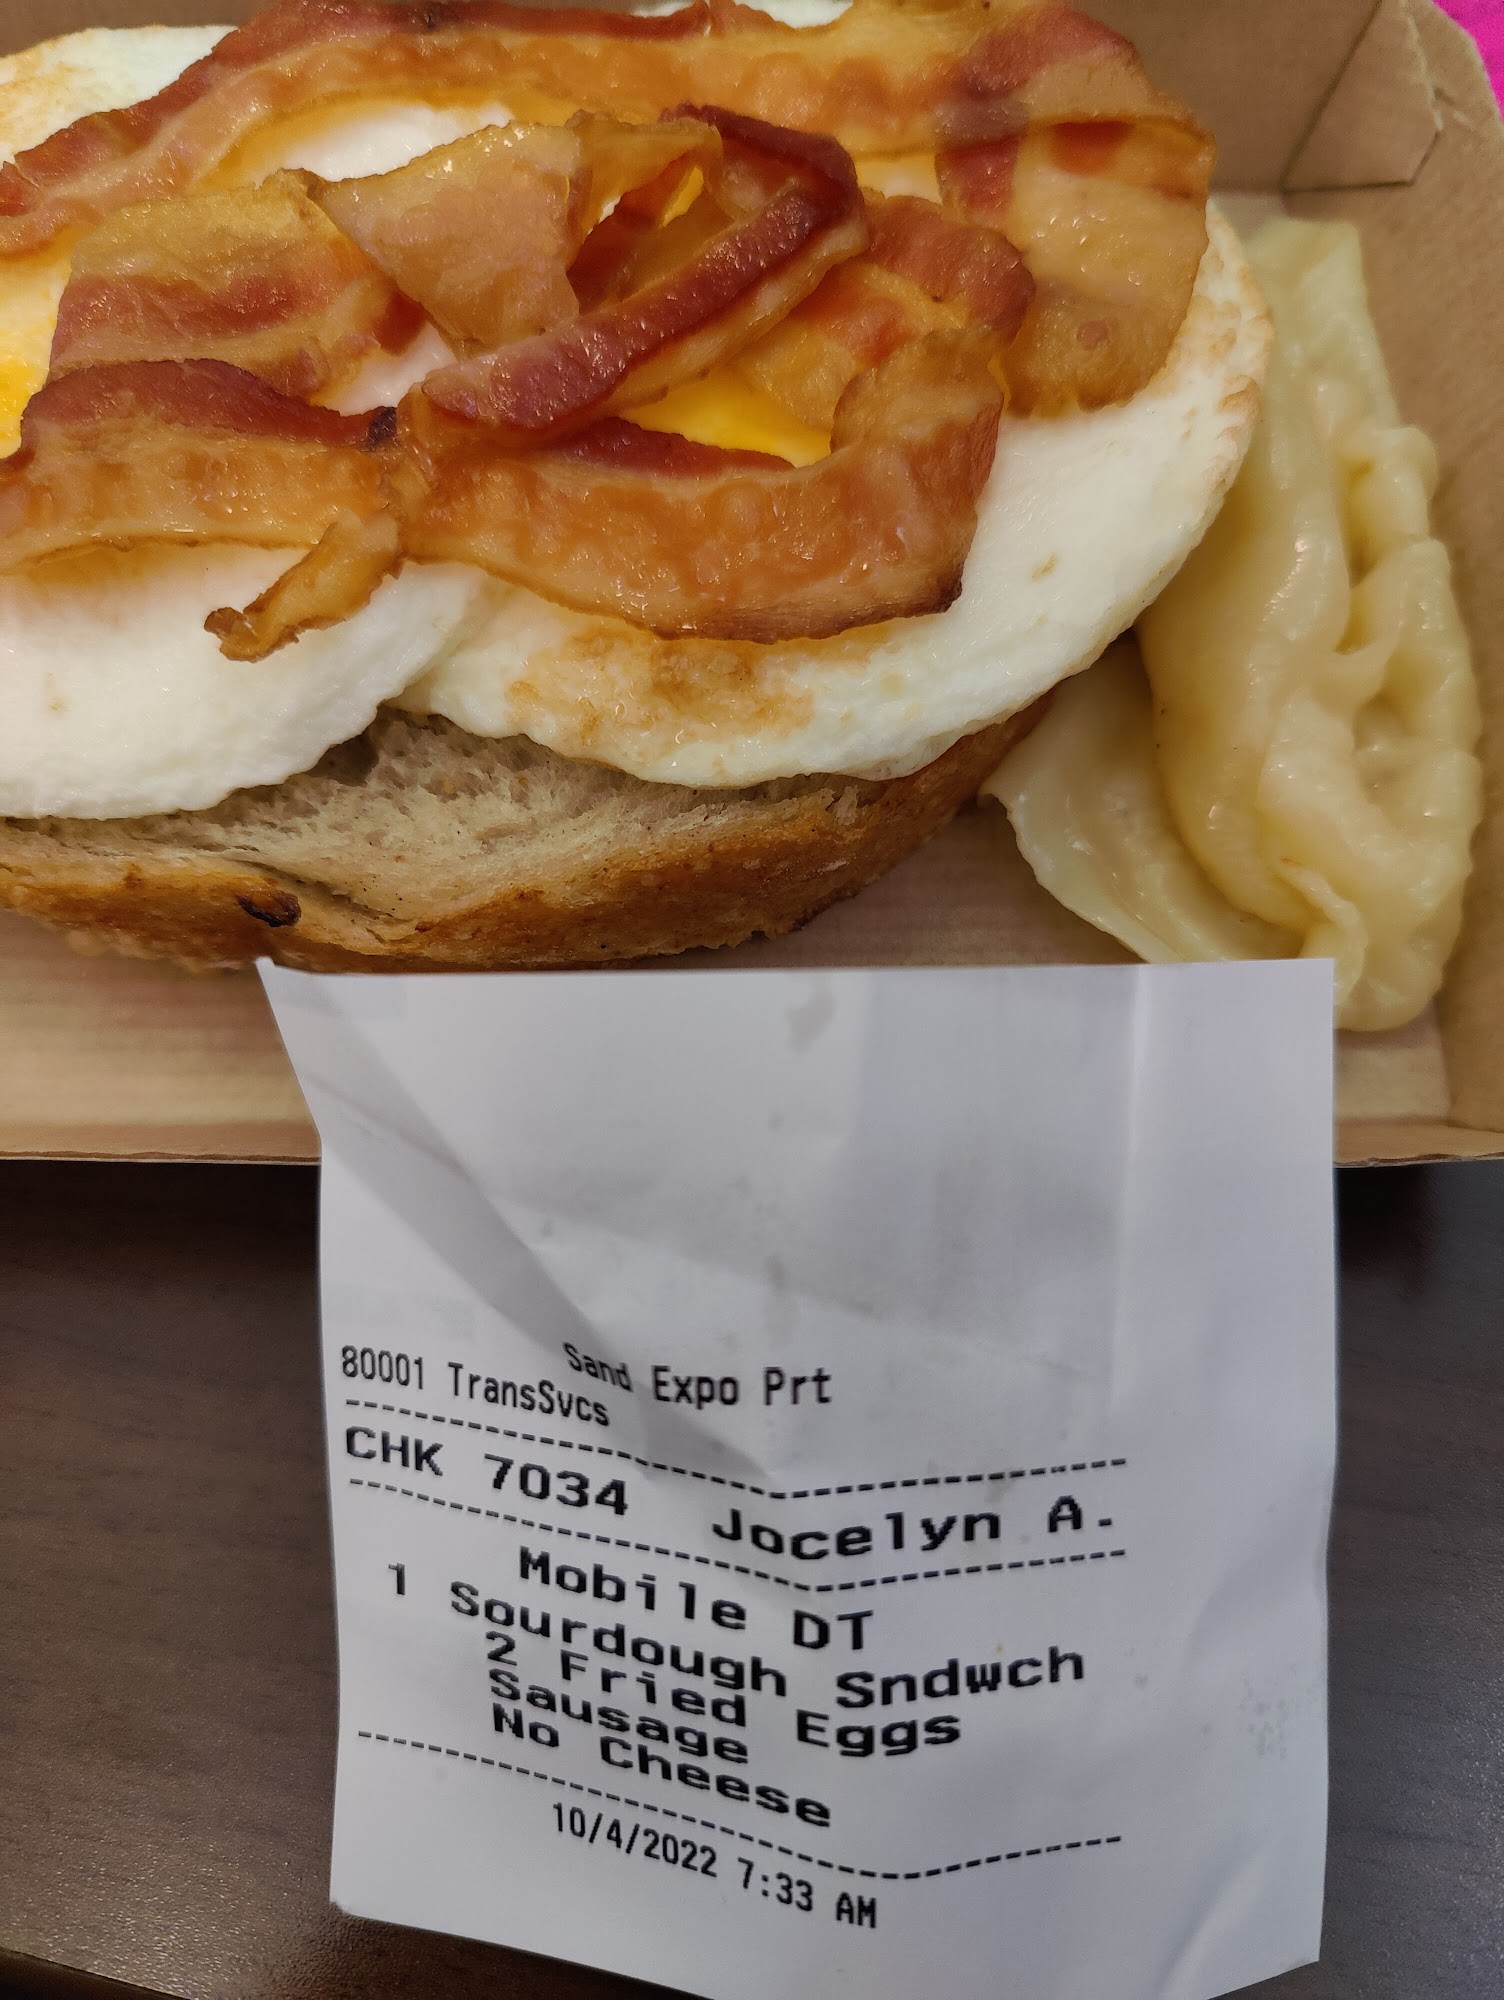 Sand Expo Prt
80001 TransSvcs
CHK 7034 Jocelyn A.
Mobile DT
1 Sourdough Sndwch
2 Fried Eggs
Sausage
No Cheese
10/4/2022 7:33 AM